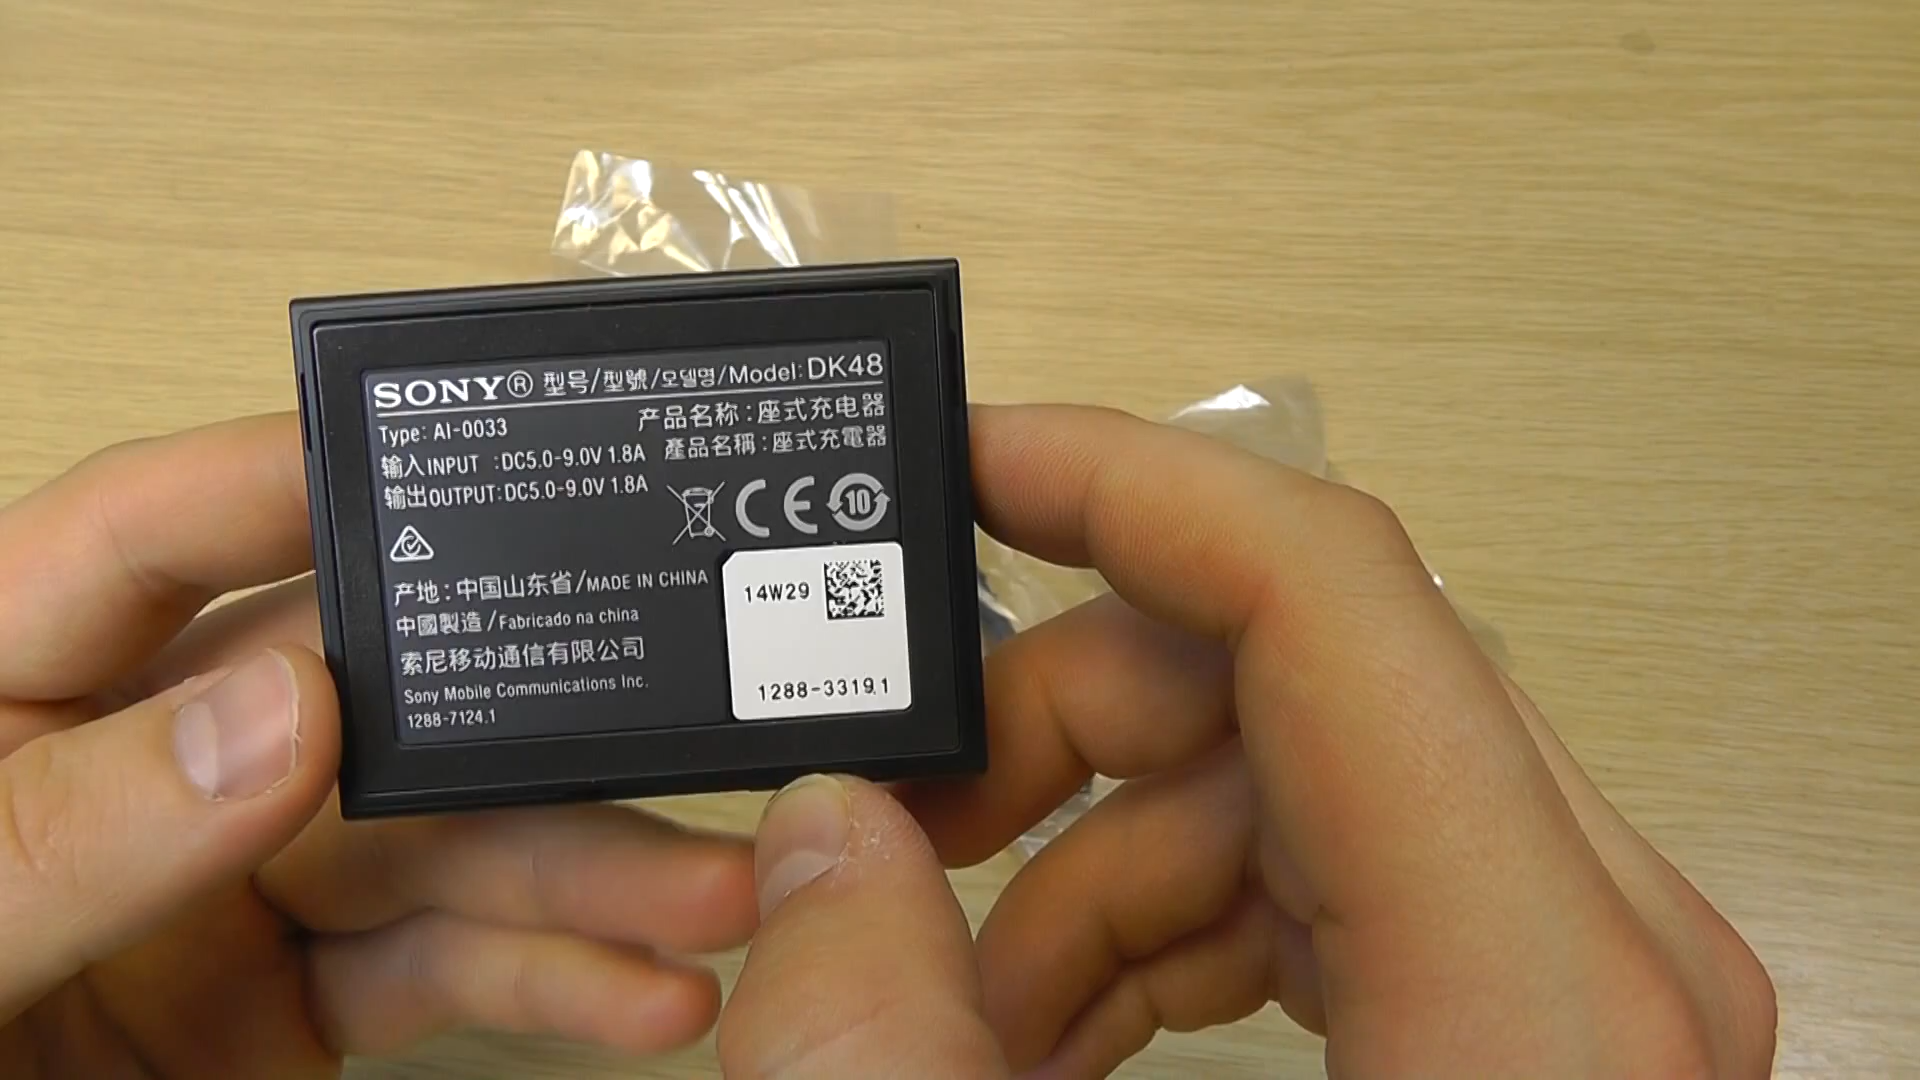 SONY® 型号/型號/모델명/Model: DK48
Type: AI-0033
产品名称:座式充电器
產品名稱:座式充電器
输入INPUT :DC5.0-9.0V 1.8A
输出OUTPUT:DC5.0-9.0V 1.8A
CE
10
产地:中国山东省/MADE IN CHINA
中國製造/Fabricado na china
索尼移动通信有限公司
Sony Mobile Communications Inc.
1288-7124.1
14W29
1288-3319.1